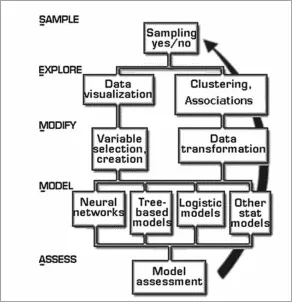 SAMPLE
Sampling
yes/no
EXPLORE
Data
visualization
Clustering,
Associations
MODIFY
Variable
selection,
creation
Data
transformation
MODEL
Neural
networks
Tree-
based
models
Logistic
models
Other
stat
models
ASSESS
Model
assessment